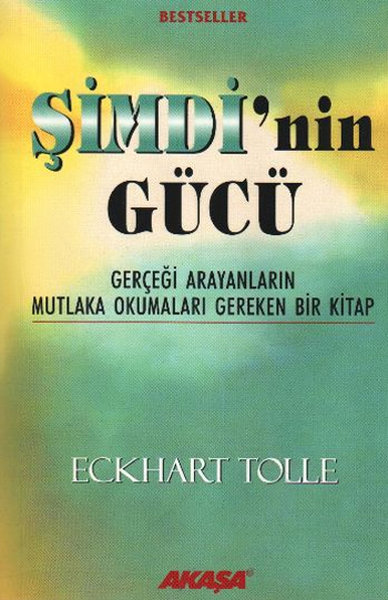 BESTSELLER
ŞİMDİ'nin
GÜCÜ
GERÇEĞİ ARAYANLARIN
MUTLAKA OKUMALARI GEREKEN BİR KİTAP
ECKHART TOLLE
AKAŞA®